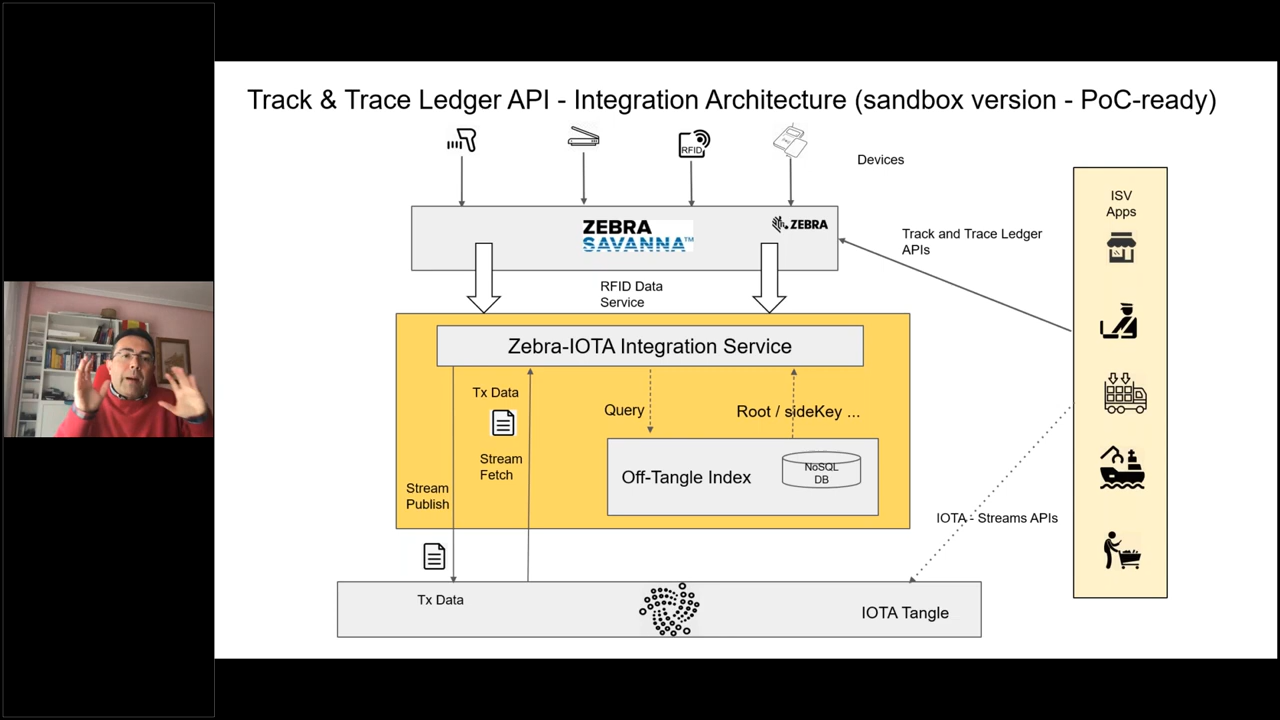 Track & Trace Ledger API - Integration Architecture (sandbox version - PoC-ready)
RFID
Devices
ZEBRA
SAVANNA™
ZEBRA
ISV
Apps
Track and Trace Ledger
APIs
RFID Data
Service
Zebra-IOTA Integration Service
Tx Data
Query
Root / sideKey ...
Stream
Fetch
Off-Tangle Index
NoSQL
DB
Stream
Publish
IOTA - Streams APIs
Tx Data
IOTA Tangle